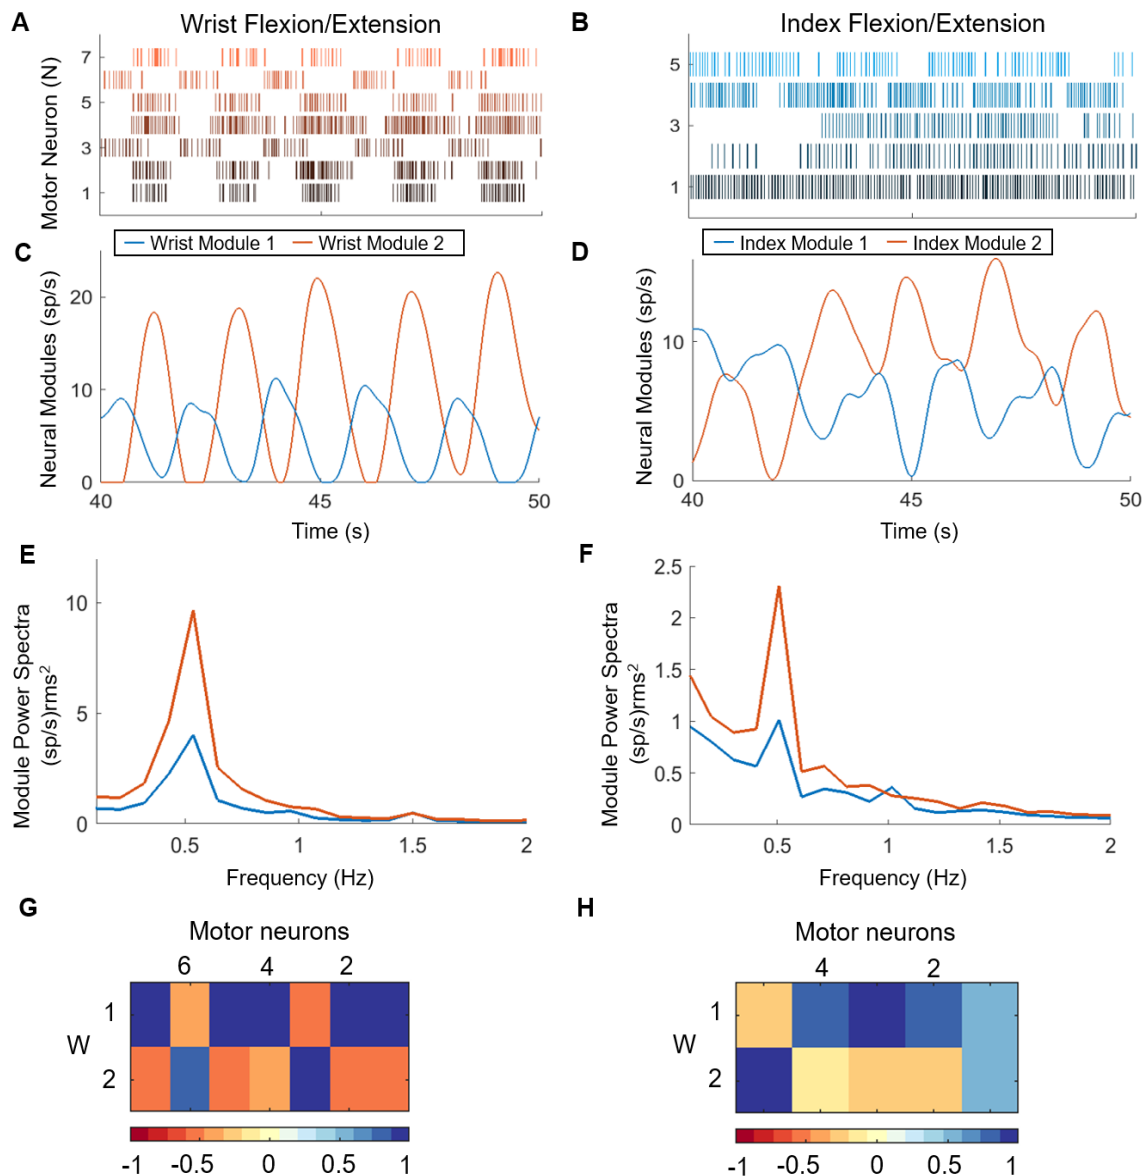 A
Wrist Flexion/Extension
Motor Neuron (N)
7
5
3
1
B
Index Flexion/Extension
5
3
1
C
Wrist Module 1
Wrist Module 2
Neural Modules (sp/s)
20
10
0
40
45
50
Time (s)
D
Index Module 1
Index Module 2
Neural Modules (sp/s)
10
0
40
45
50
Time (s)
E
Module Power Spectra
(sp/s)rms²
10
5
0
0.5
1
1.5
2
Frequency (Hz)
F
Module Power Spectra
(sp/s)rms²
2.5
2
1.5
1
0.5
0
0.5
1
1.5
2
Frequency (Hz)
G
Motor neurons
6 4 2
W
1
2
-1 -0.5 0 0.5 1
H
Motor neurons
4 2
W
1
2
-1 -0.5 0 0.5 1